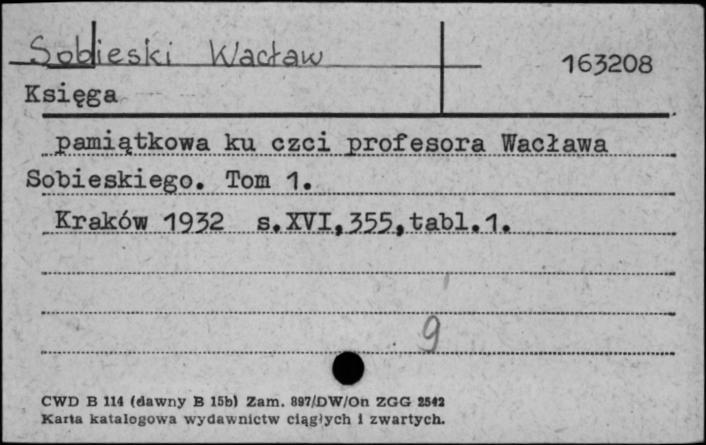 Sobieski Wacław
163208
Księga
pamiątkowa ku czci profesora Wacława
Sobieskiego. Tom 1.
Kraków 1932 s.XVI,355,tabl.1.
9
CWD B 114 (dawny B 15b) Zam. 897/DW/On ZGG 2542
Karta katalogowa wydawnictw ciągłych i zwartych.